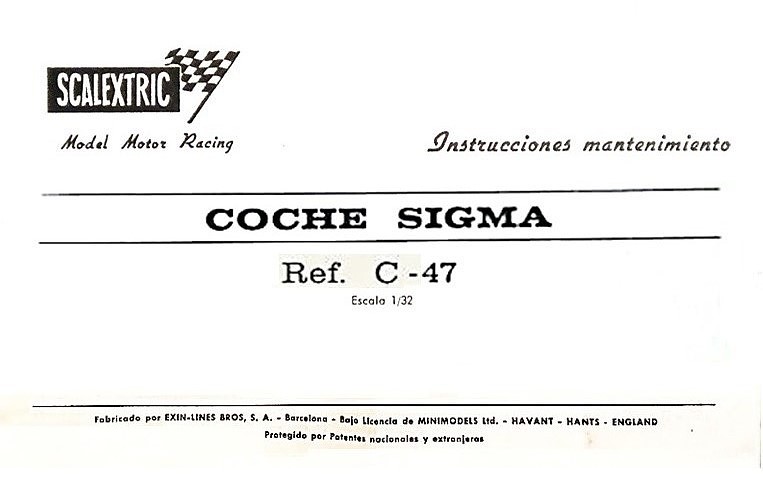 SCALEXTRIC
Model Motor Racing
Instrucciones mantenimiento
COCHE SIGMA
Ref. C-47
Escala 1/32
Fabricado por EXIN-LINES BROS, S. A. - Barcelona - Bajo Licencia de MINIMODELS Ltd. - HAVANT - HANTS - ENGLAND
Protegido por Patentes nacionales y extranjeras